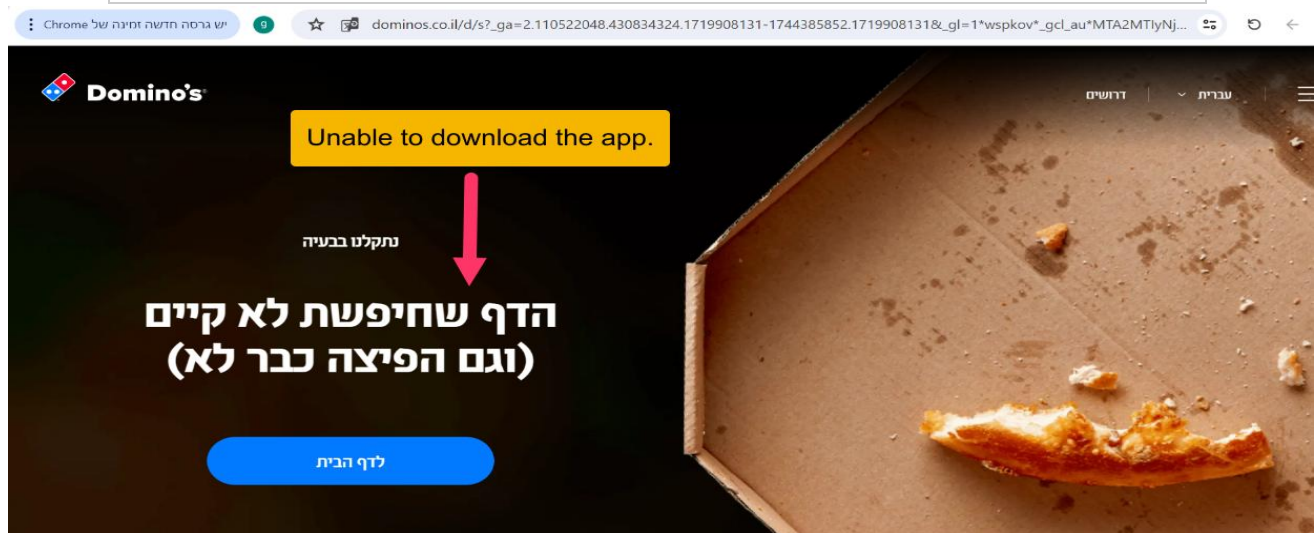 יש גרסה חדשה זמינה של Chrome
g
dominos.co.il/d/s?_ga=2.110522048.430834324.1719908131-1744385852.1719908131&_gl=1*wspkov*_gcl_au*MTA2MTIyNj...
Domino's
עברית
דרושים
Unable to download the app.
נתקלנו בבעיה
הדף שחיפשת לא קיים
(וגם הפיצה כבר לא)
לדף הבית